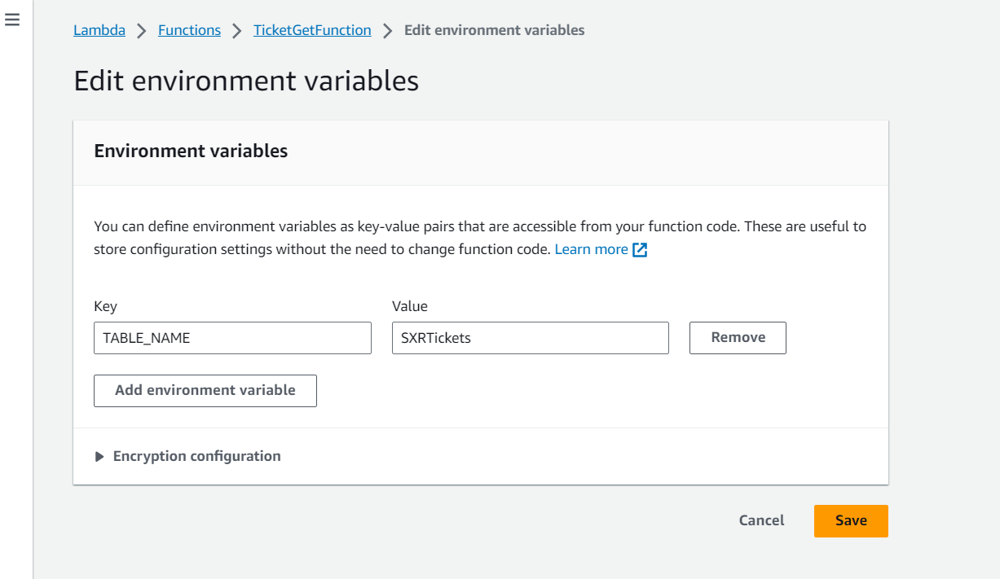 Lambda > Functions > TicketGetFunction > Edit environment variables
Edit environment variables
Environment variables
You can define environment variables as key-value pairs that are accessible from your function code. These are useful to
store configuration settings without the need to change function code. Learn more
Key Value
TABLE_NAME SXRTickets Remove
Add environment variable
Encryption configuration
Cancel Save